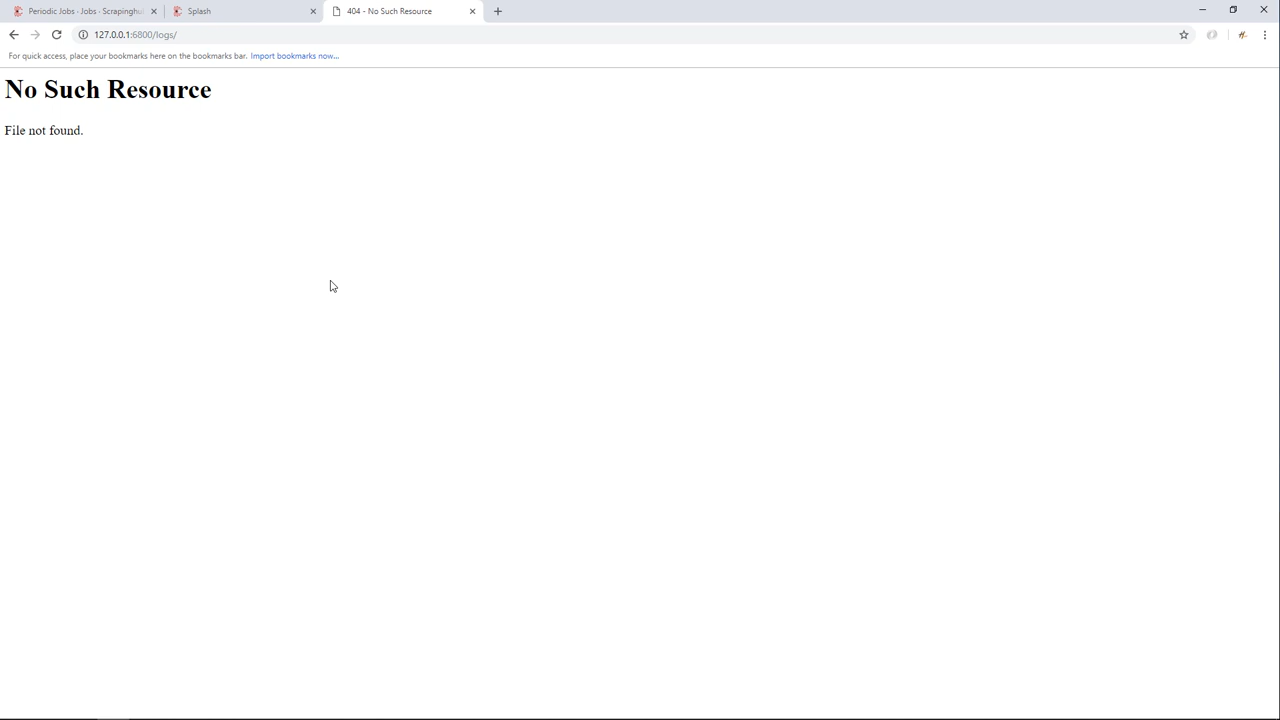 Periodic Jobs · Jobs · Scrapinghu
Splash
404 - No Such Resource
127.0.0.1:6800/logs/
For quick access, place your bookmarks here on the bookmarks bar. Import bookmarks now...
No Such Resource
File not found.